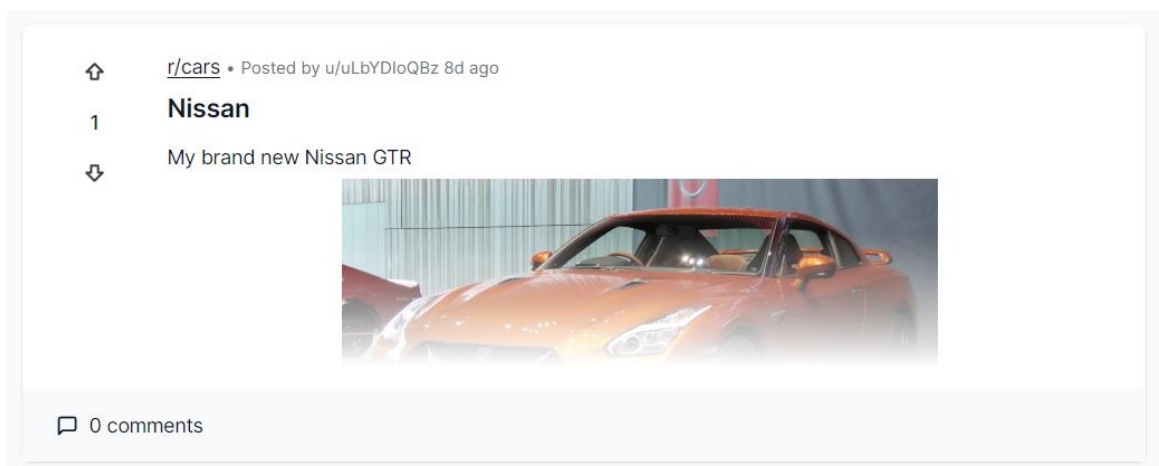 r/cars • Posted by u/uLbYDIoQBz 8d ago
1
Nissan
My brand new Nissan GTR
0 comments